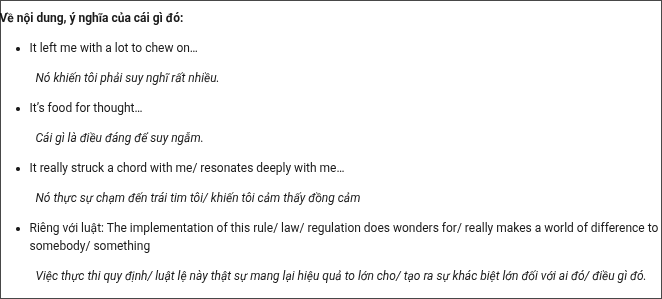 Về nội dung, ý nghĩa của cái gì đó:
• It left me with a lot to chew on…
Nó khiến tôi phải suy nghĩ rất nhiều.
• It's food for thought…
Cái gì là điều đáng để suy ngẫm.
• It really struck a chord with me/ resonates deeply with me…
Nó thực sự chạm đến trái tim tôi/ khiến tôi cảm thấy đồng cảm
• Riêng với luật: The implementation of this rule/ law/ regulation does wonders for/ really makes a world of difference to
somebody/ something
Việc thực thi quy định/ luật lệ này thật sự mang lại hiệu quả to lớn cho/ tạo ra sự khác biệt lớn đối với ai đó/ điều gì đó.